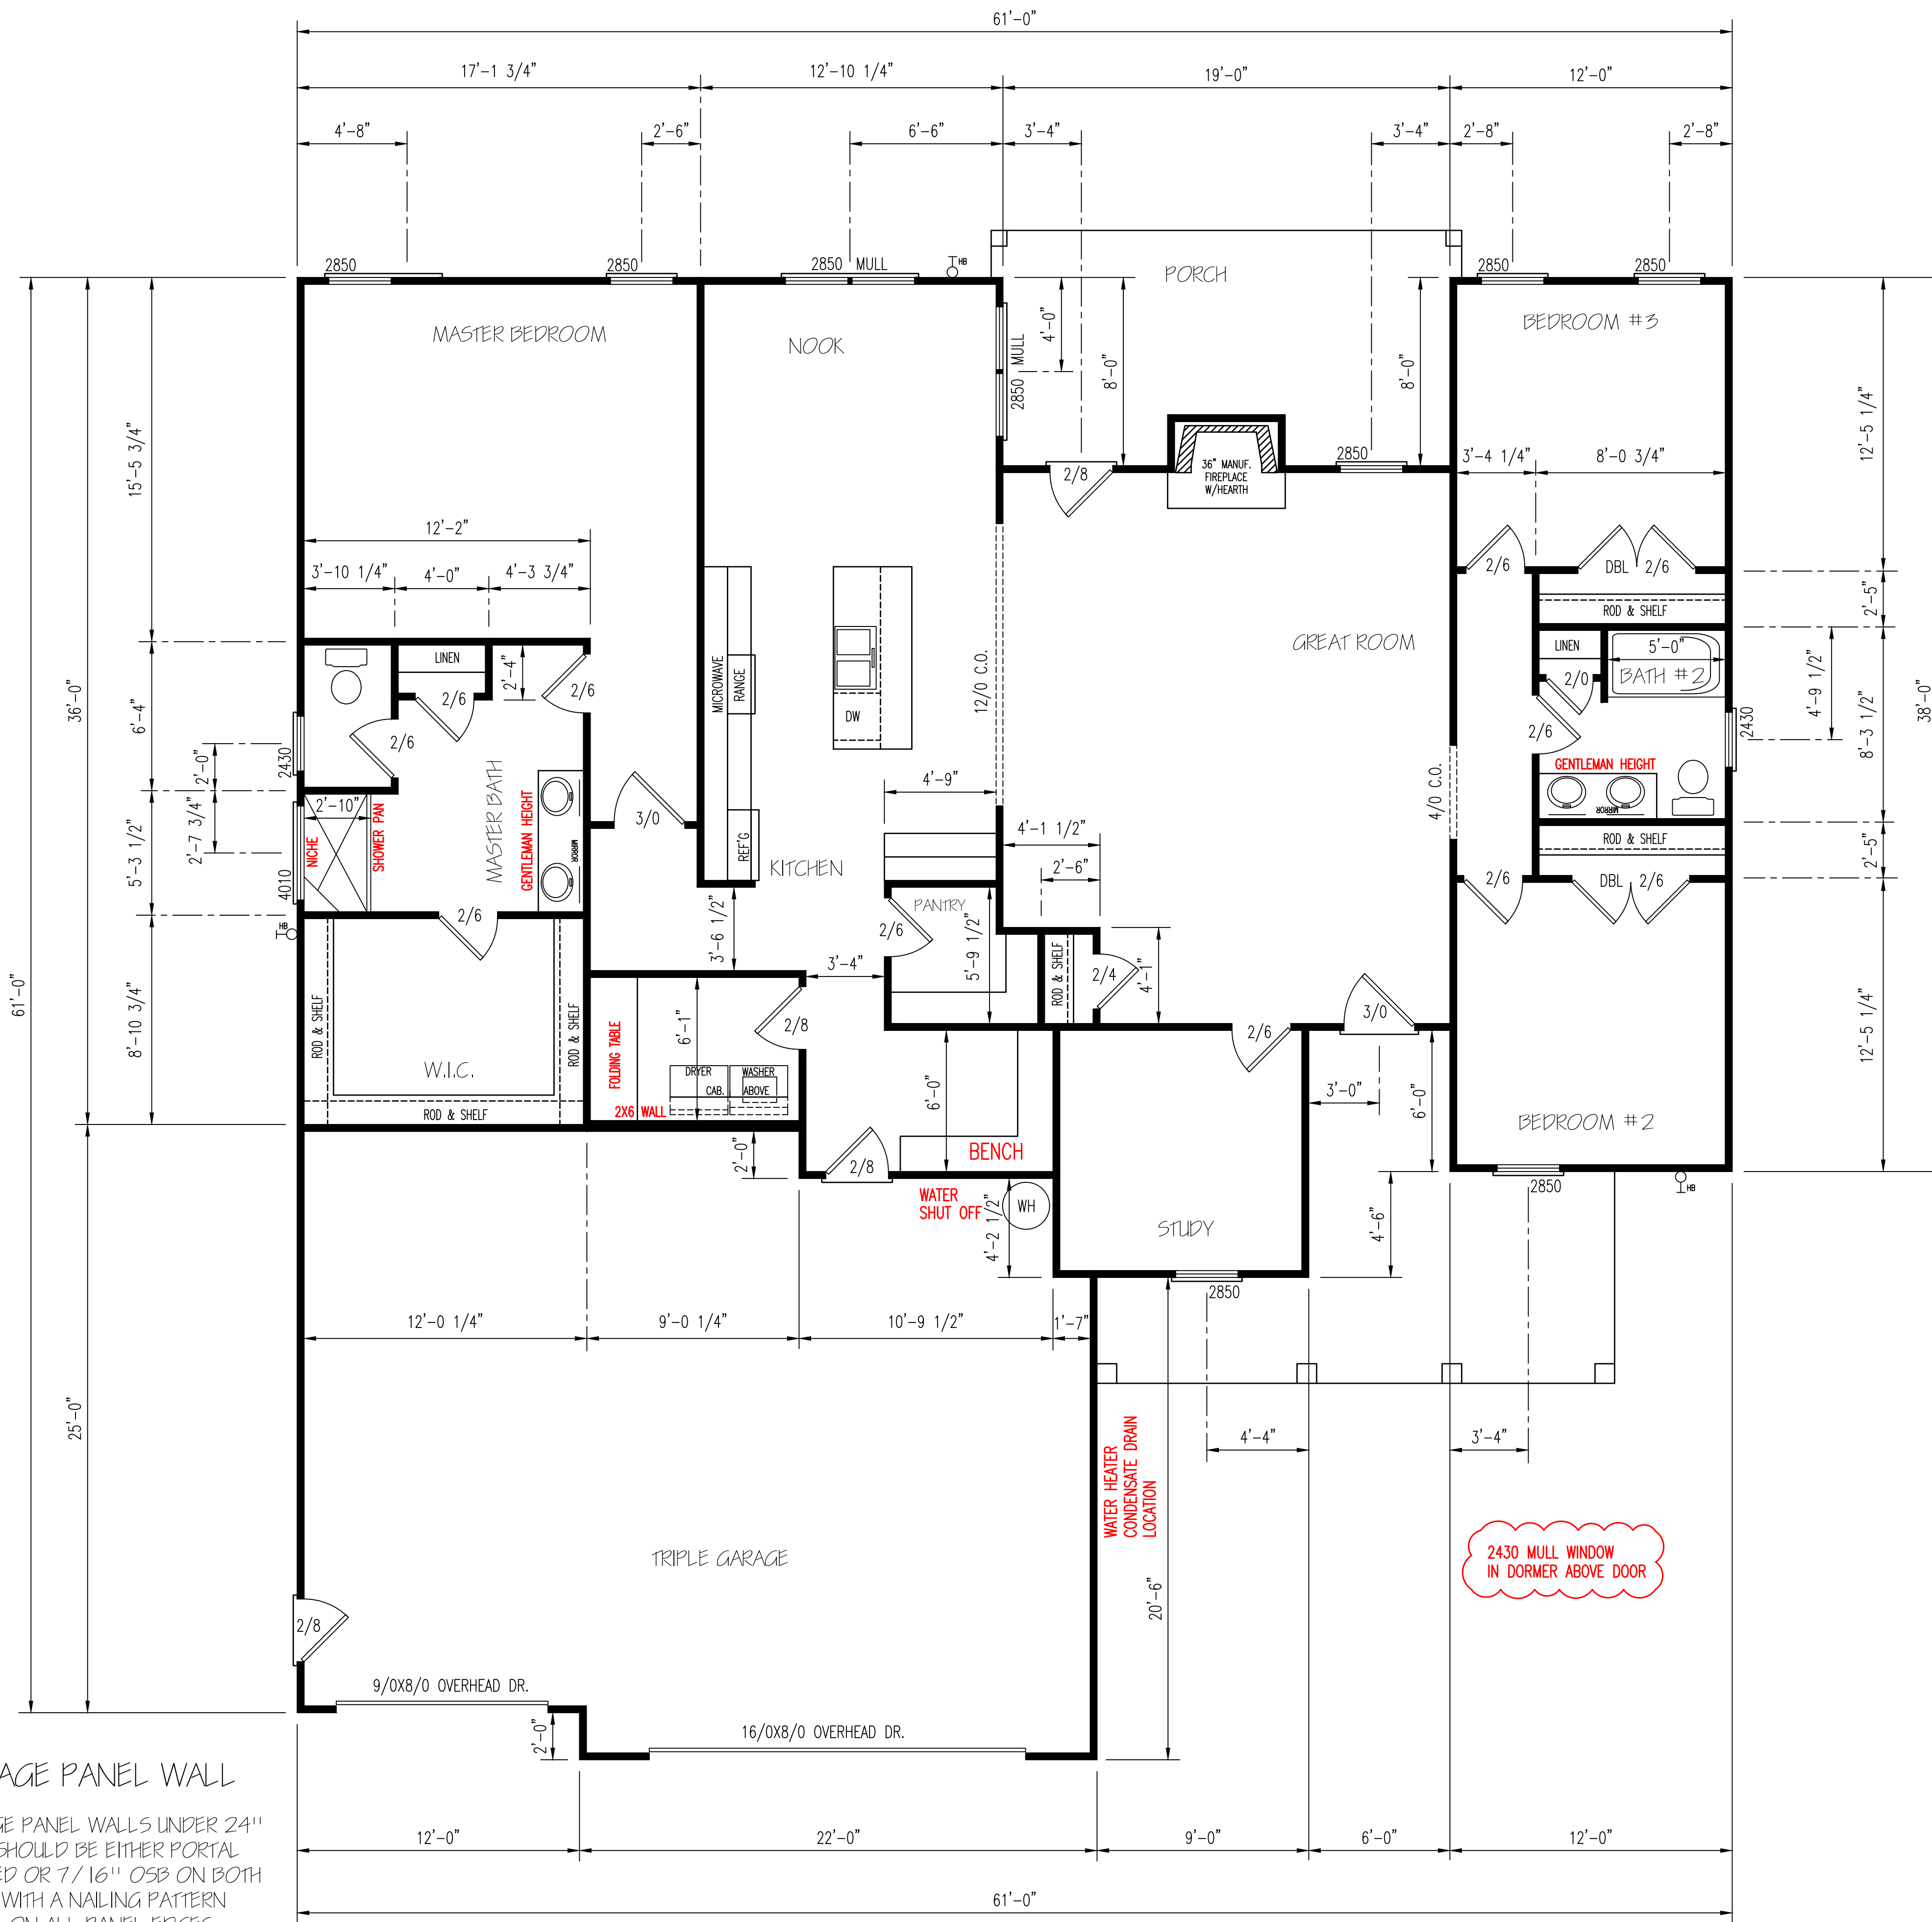 61'-0"
17'-1 3/4"
12'-10 1/4"
19'-0"
12'-0"
4'-8"
2'-6"
6'-6"
3'-4"
3'-4"
2'-8"
2'-8"
2850
2850
2850 MULL
HB
PORCH
2850
2850
MASTER BEDROOM
NOOK
BEDROOM #3
4'-0"
8'-0"
8'-0"
2850 MULL
15'-5 3/4"
12'-5 1/4"
36" MANUF.
FIREPLACE
W/HEARTH
2/8
2850
3'-4 1/4"
8'-0 3/4"
12'-2"
3'-10 1/4"
4'-0"
4'-3 3/4"
2/6
DBL 2/6
ROD & SHELF
2'-5"
36'-0"
38'-0"
61'-0"
6'-4"
LINEN
2/6
2'-4"
2/6
2/6
2430
2'-0"
MICROWAVE
RANGE
DW
REF'G
12/0 C.O.
GREAT ROOM
LINEN
5'-0"
BATH #2
2/0
2/6
2430
4'-9 1/2"
8'-3 1/2"
GENTLEMAN HEIGHT
MIRROR
4/0 C.O.
MASTER BATH
GENTLEMAN HEIGHT
MIRROR
2'-10"
NICHE
SHOWER PAN
4010
5'-3 1/2"
2'-7 3/4"
HB
3/0
KITCHEN
4'-9"
4'-1 1/2"
2'-6"
ROD & SHELF
2'-5"
2/6
DBL 2/6
2/6
3'-6 1/2"
3'-4"
PANTRY
2/6
5'-9 1/2"
ROD & SHELF
2/4
4'-1"
8'-10 3/4"
ROD & SHELF
ROD & SHELF
W.I.C.
ROD & SHELF
FOLDING TABLE
6'-1"
2/8
DRYER
WASHER
CAB.
ABOVE
2X6 WALL
6'-0"
BENCH
2/6
3/0
3'-0"
6'-0"
12'-5 1/4"
BEDROOM #2
2'-0"
2/8
WATER
SHUT OFF
WH
4'-2 1/2"
STUDY
4'-6"
2850
HB
2850
12'-0 1/4"
9'-0 1/4"
10'-9 1/2"
1'-7"
25'-0"
4'-4"
3'-4"
WATER HEATER
CONDENSATE DRAIN
LOCATION
TRIPLE GARAGE
20'-6"
2430 MULL WINDOW
IN DORMER ABOVE DOOR
2/8
9/0X8/0 OVERHEAD DR.
2'-0"
16/0X8/0 OVERHEAD DR.
AGE PANEL WALL
GE PANEL WALLS UNDER 24"
SHOULD BE EITHER PORTAL
ED OR 7/16" OSB ON BOTH
WITH A NAILING PATTERN
ON ALL PANEL EDGES
12'-0"
22'-0"
9'-0"
6'-0"
12'-0"
61'-0"